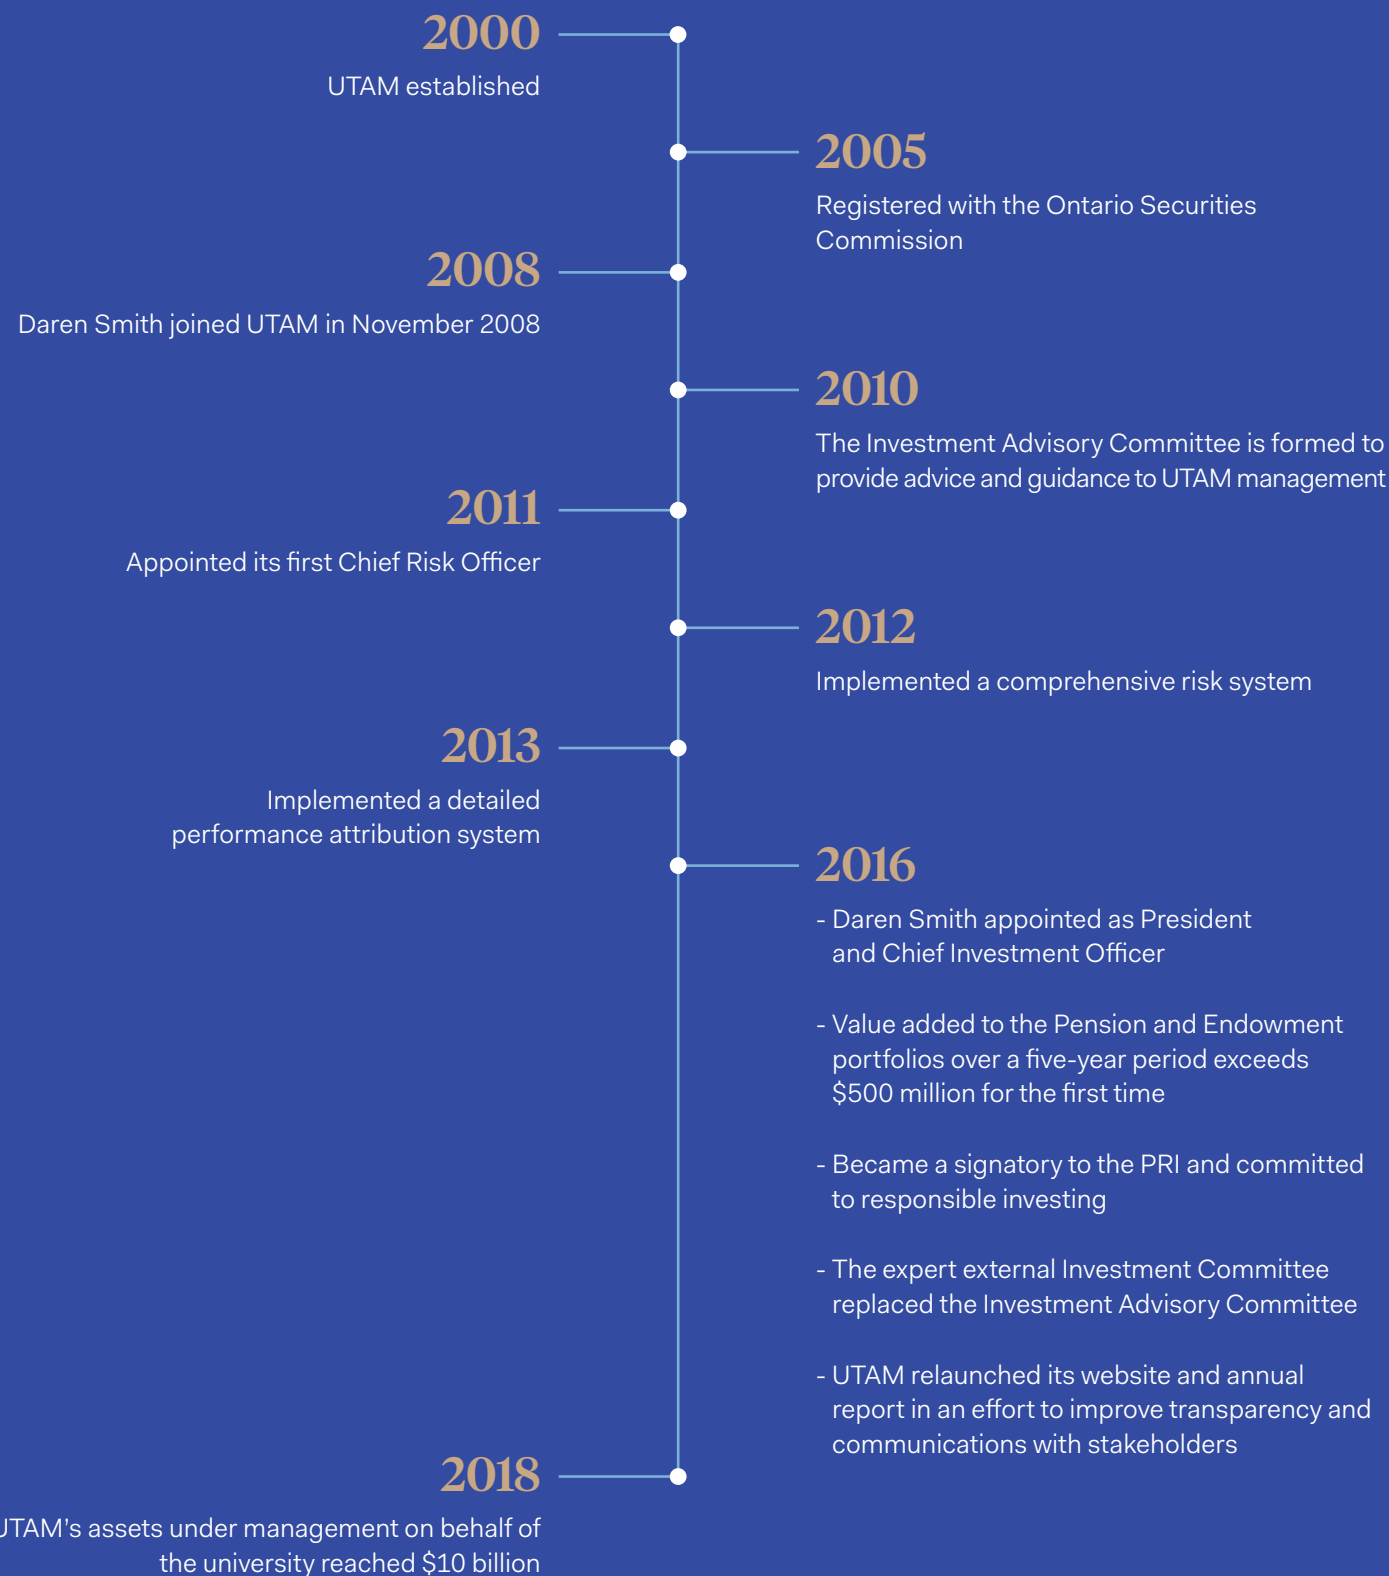 2000
UTAM established
2005
Registered with the Ontario Securities
Commission
2008
Daren Smith joined UTAM in November 2008
2010
The Investment Advisory Committee is formed to
provide advice and guidance to UTAM management
2011
Appointed its first Chief Risk Officer
2012
Implemented a comprehensive risk system
2013
Implemented a detailed
performance attribution system
2016
- Daren Smith appointed as President
and Chief Investment Officer
- Value added to the Pension and Endowment
portfolios over a five-year period exceeds
$500 million for the first time
- Became a signatory to the PRI and committed
to responsible investing
- The expert external Investment Committee
replaced the Investment Advisory Committee
- UTAM relaunched its website and annual
report in an effort to improve transparency and
communications with stakeholders
2018
UTAM's assets under management on behalf of
the university reached $10 billion